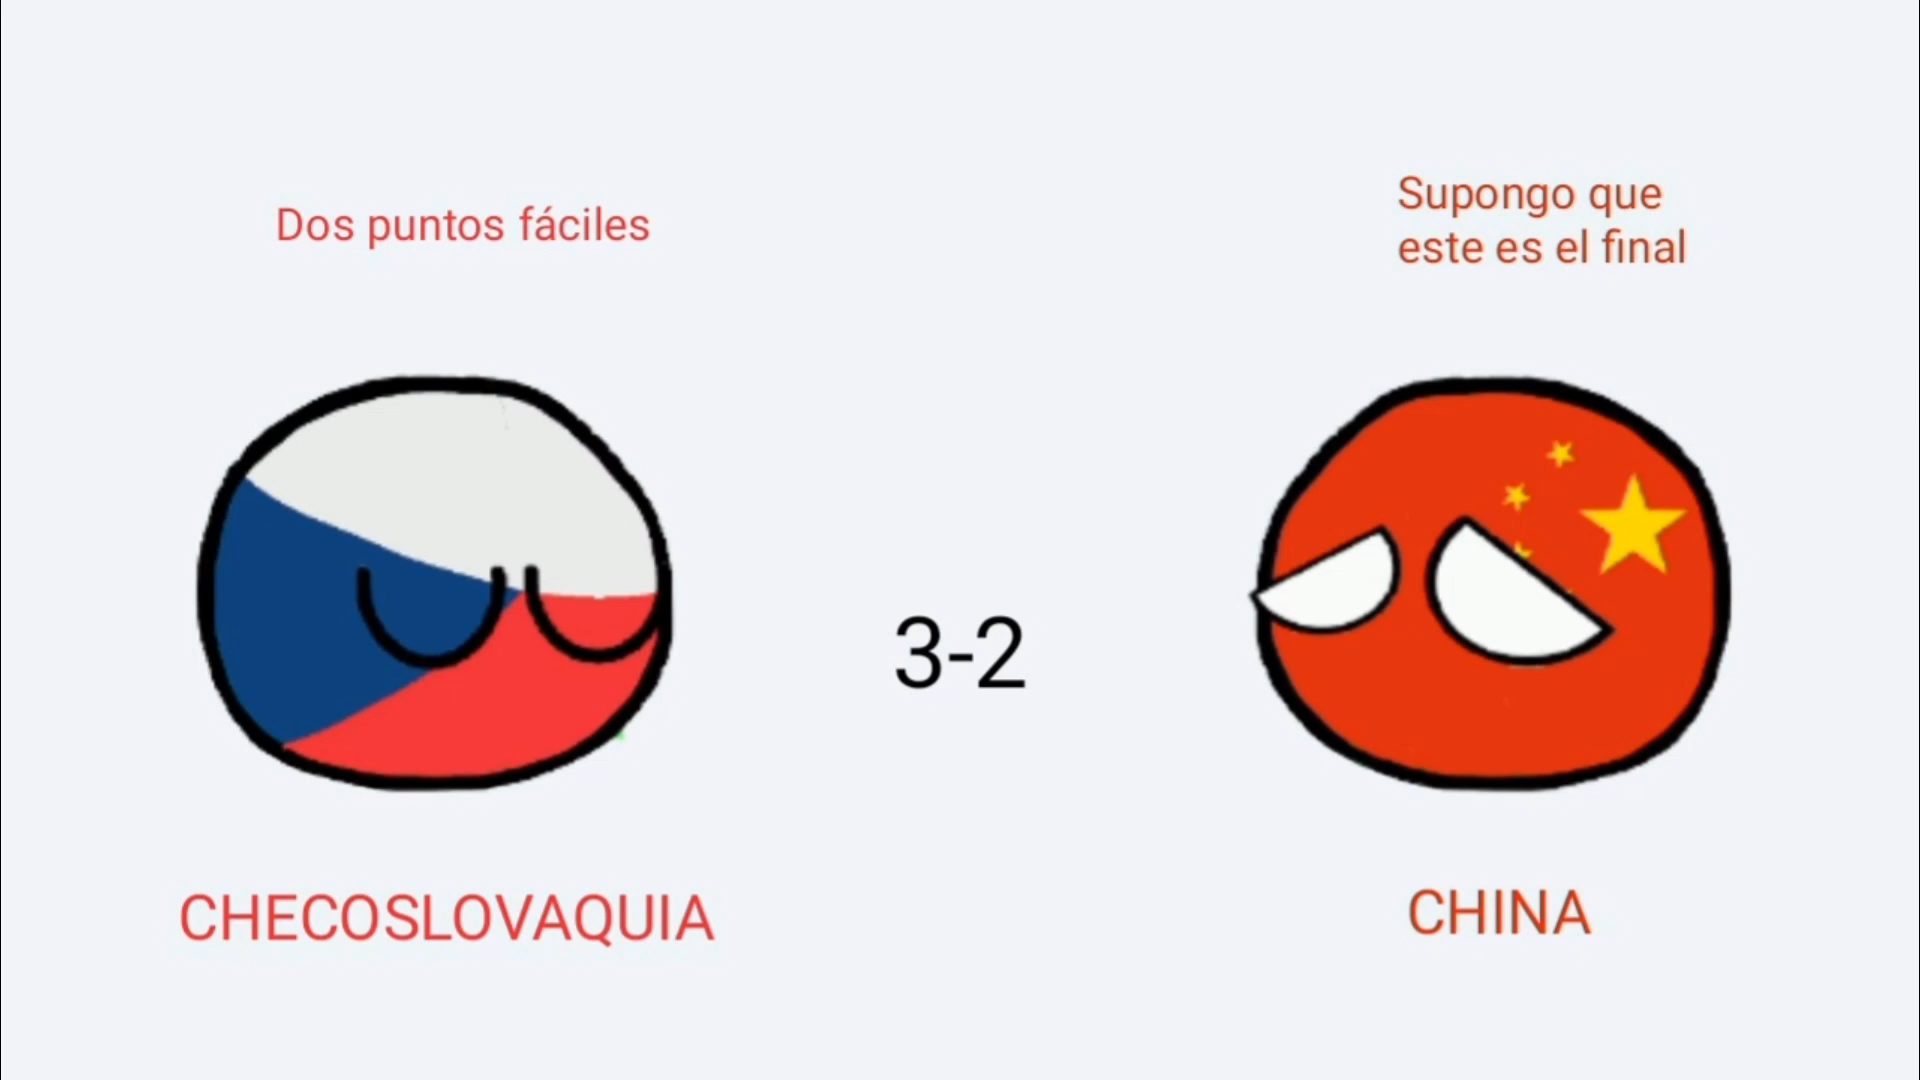 Dos puntos fáciles
Supongo que
este es el final
3-2
CHECOSLOVAQUIA
CHINA